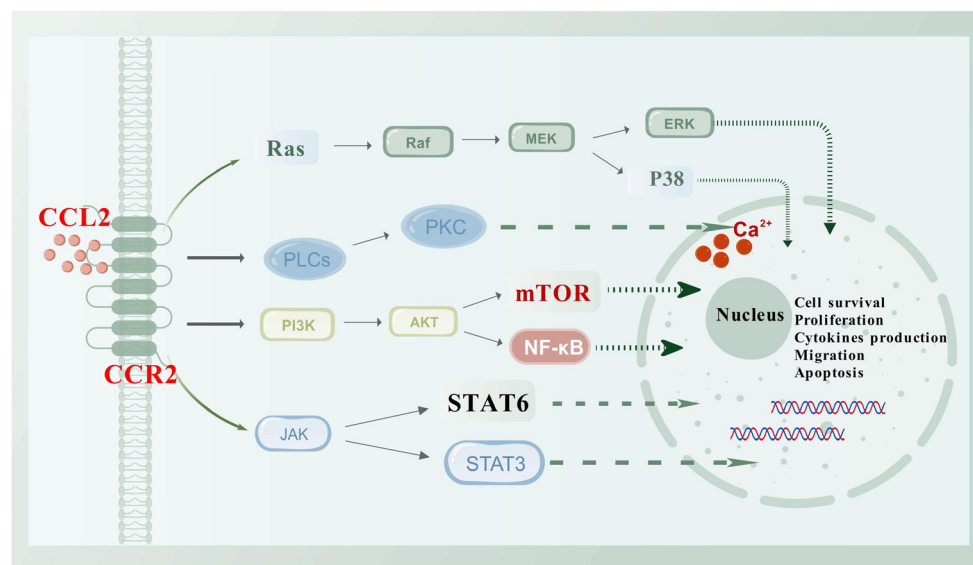 CCL2
CCR2
Ras
Raf
MEK
ERK
P38
PLCs
PKC
Ca²⁺
PI3K
AKT
mTOR
NF-κB
JAK
STAT6
STAT3
Nucleus
Cell survival
Proliferation
Cytokines production
Migration
Apoptosis